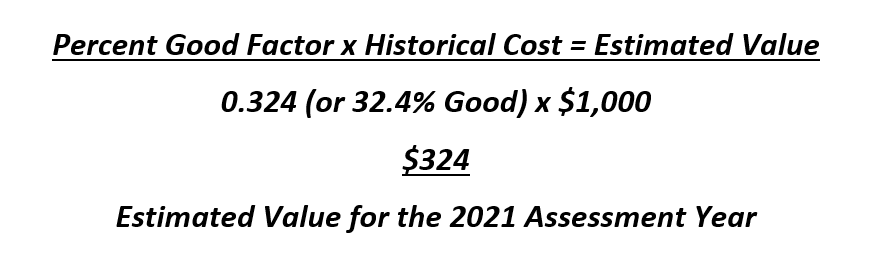 Percent Good Factor x Historical Cost = Estimated Value
0.324 (or 32.4% Good) x $1,000
$324
Estimated Value for the 2021 Assessment Year